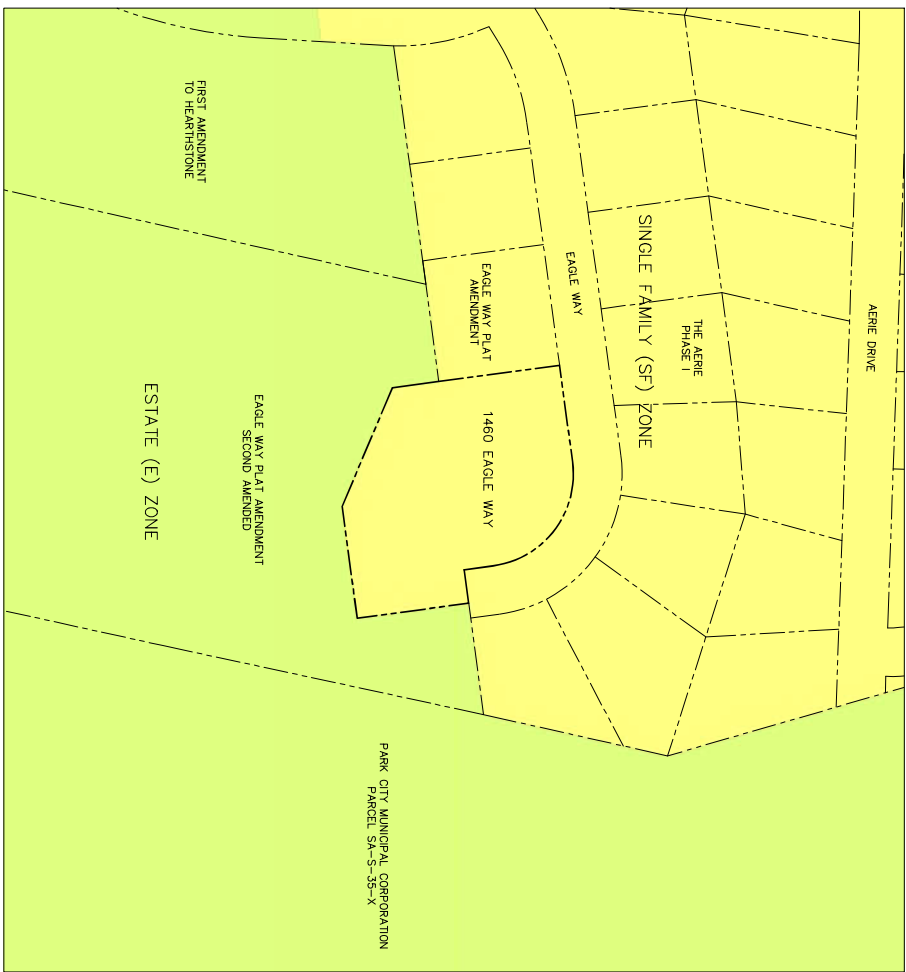 AERIE DRIVE
THE AERIE
PHASE I
SINGLE FAMILY (SF) ZONE
EAGLE WAY
EAGLE WAY PLAT
AMENDMENT
1460 EAGLE WAY
FIRST AMENDMENT
TO HEARTHSTONE
EAGLE WAY PLAT AMENDMENT
SECOND AMENDED
ESTATE (E) ZONE
PARK CITY MUNICIPAL CORPORATION
PARCEL SA-S-35-X